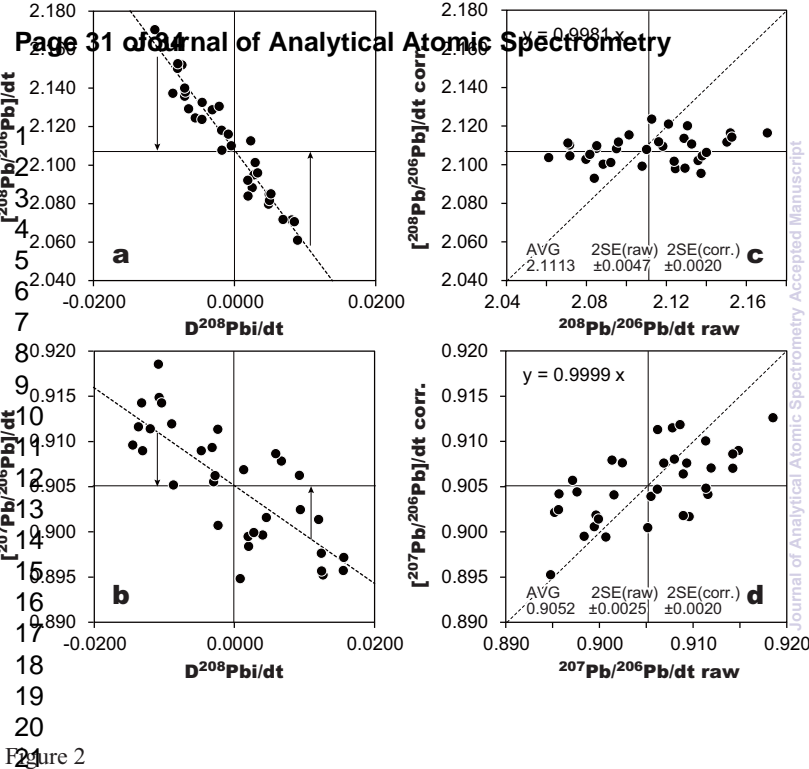 Page 31 of 34
Journal of Analytical Atomic Spectrometry
2.180
2.160
2.140
2.120
2.100
2.080
2.060
2.040
[208Pb/206Pb]/dt
a
-0.0200
0.0000
0.0200
D208Pbi/dt
2.180
2.160
2.140
2.120
2.100
2.080
2.060
2.040
[208Pb/206Pb]/dt corr.
y = 0.9981 x
AVG 2SE(raw) 2SE(corr.)
2.1113 ±0.0047 ±0.0020
c
2.04
2.08
2.12
2.16
208Pb/206Pb/dt raw
0.920
0.915
0.910
0.905
0.900
0.895
0.890
[207Pb/206Pb]/dt
b
-0.0200
0.0000
0.0200
D208Pbi/dt
0.920
0.915
0.910
0.905
0.900
0.895
0.890
[207Pb/206Pb]/dt corr.
y = 0.9999 x
AVG 2SE(raw) 2SE(corr.)
0.9052 ±0.0025 ±0.0020
d
0.890
0.900
0.910
0.920
207Pb/206Pb/dt raw
1
2
3
4
5
6
7
8
9
10
11
12
13
14
15
16
17
18
19
20
21
Figure 2
Journal of Analytical Atomic Spectrometry Accepted Manuscript